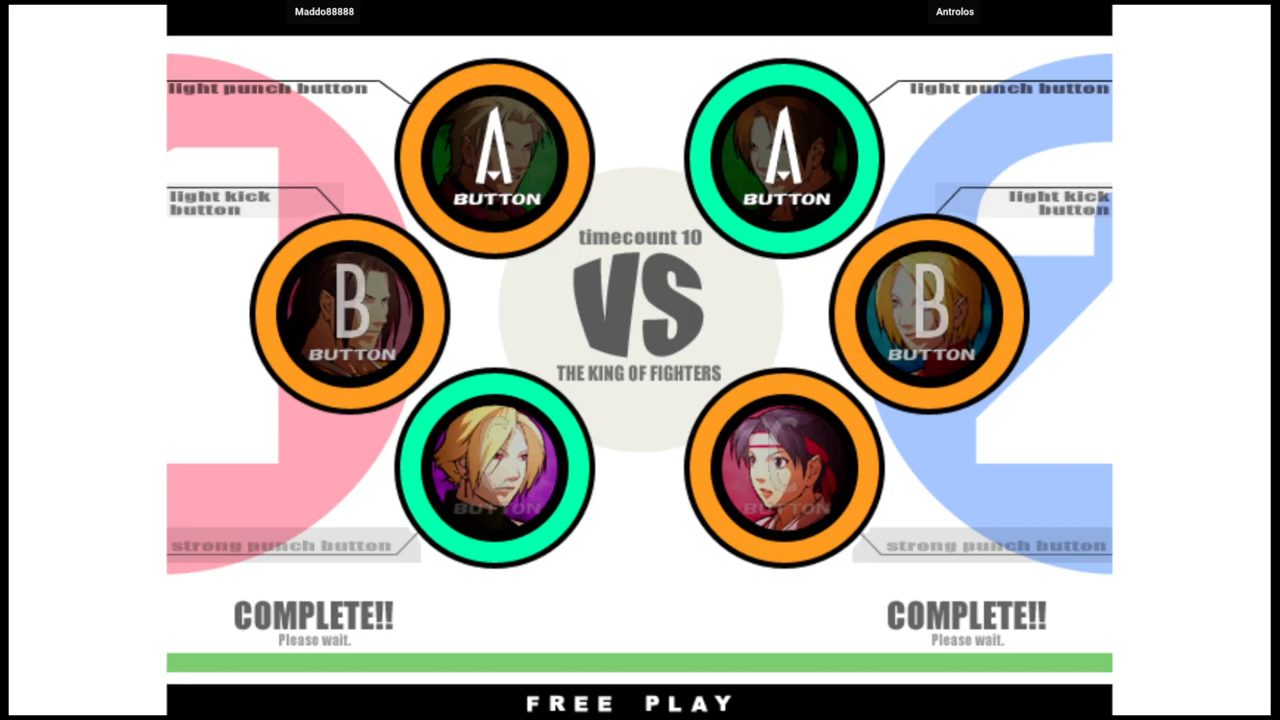 Maddo88888
Antrolos
light punch button
light punch button
A
BUTTON
A
BUTTON
light kick
button
light kick
button
timecount 10
VS
THE KING OF FIGHTERS
B
BUTTON
B
BUTTON
BUTTON
BUTTON
strong punch button
strong punch button
COMPLETE!!
Please wait.
COMPLETE!!
Please wait.
FREE PLAY